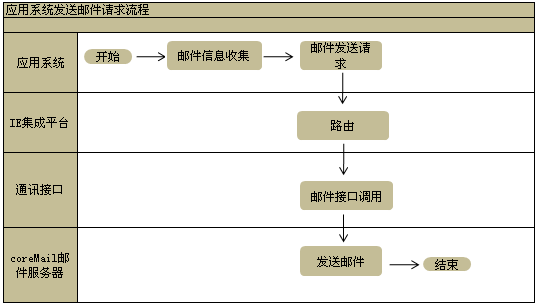 应用系统发送邮件请求流程
应用系统
开始
邮件信息收集
邮件发送请
求
IE集成平台
路由
通讯接口
邮件接口调用
coreMail邮
件服务器
发送邮件
结束